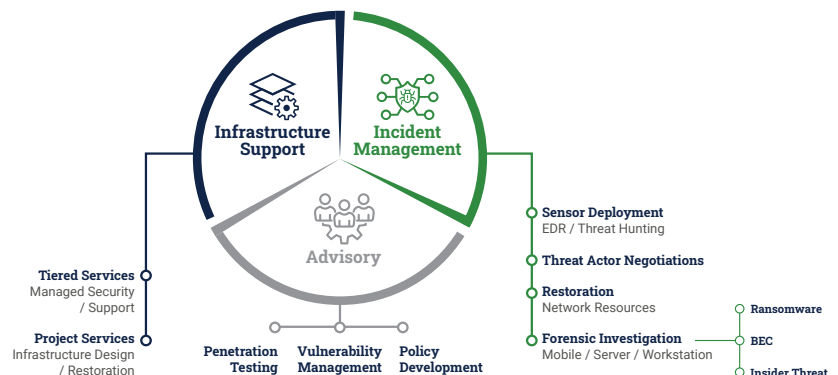 Infrastructure
Support
Incident
Management
Advisory
Tiered Services
Managed Security
/ Support
Project Services
Infrastructure Design
/ Restoration
Penetration
Testing
Vulnerability
Management
Policy
Development
Sensor Deployment
EDR / Threat Hunting
Threat Actor Negotiations
Restoration
Network Resources
Forensic Investigation
Mobile / Server / Workstation
Ransomware
BEC
Insider Threat